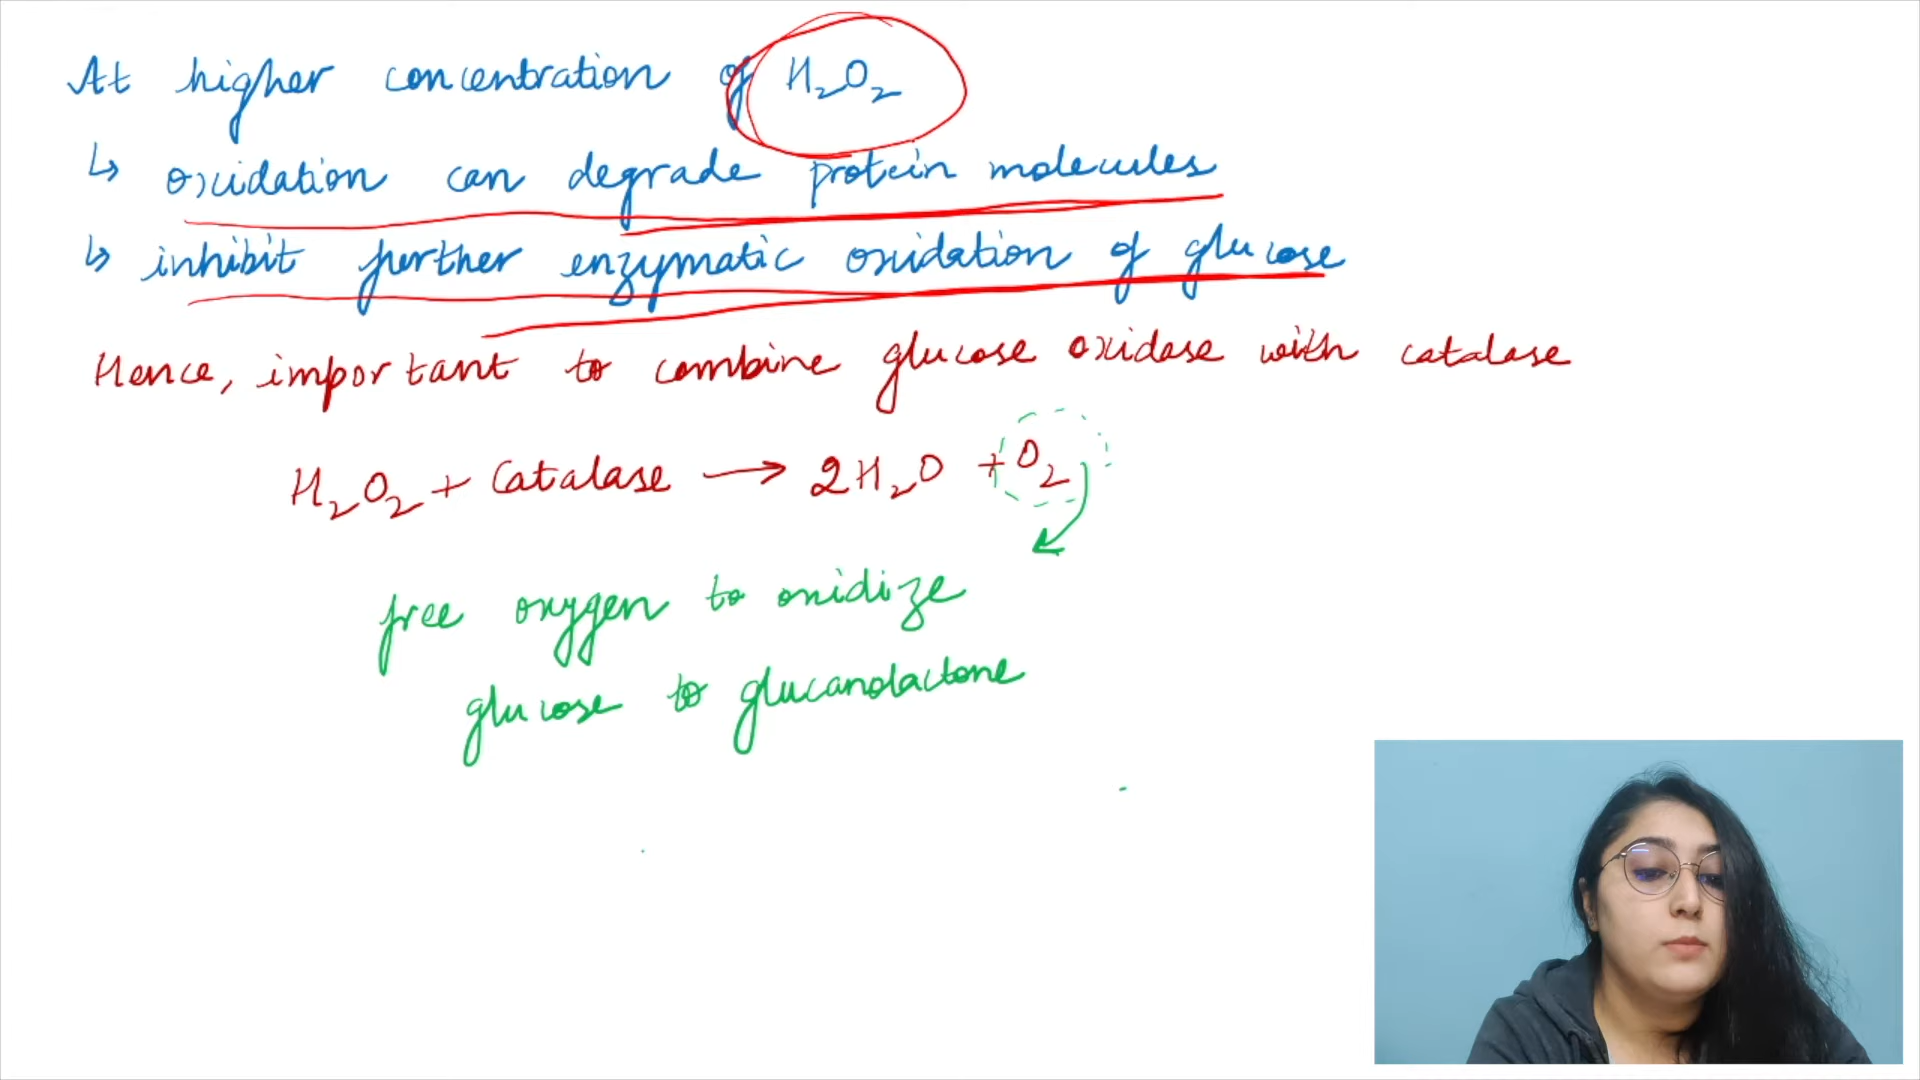 At higher concentration of H₂O₂
↳ oxidation can degrade protein molecules
↳ inhibit further enzymatic oxidation of glucose
Hence, important to combine glucose oxidase with catalase
H₂O₂ + Catalase → 2H₂O + O₂
free oxygen to oxidize
glucose to glucanolactone